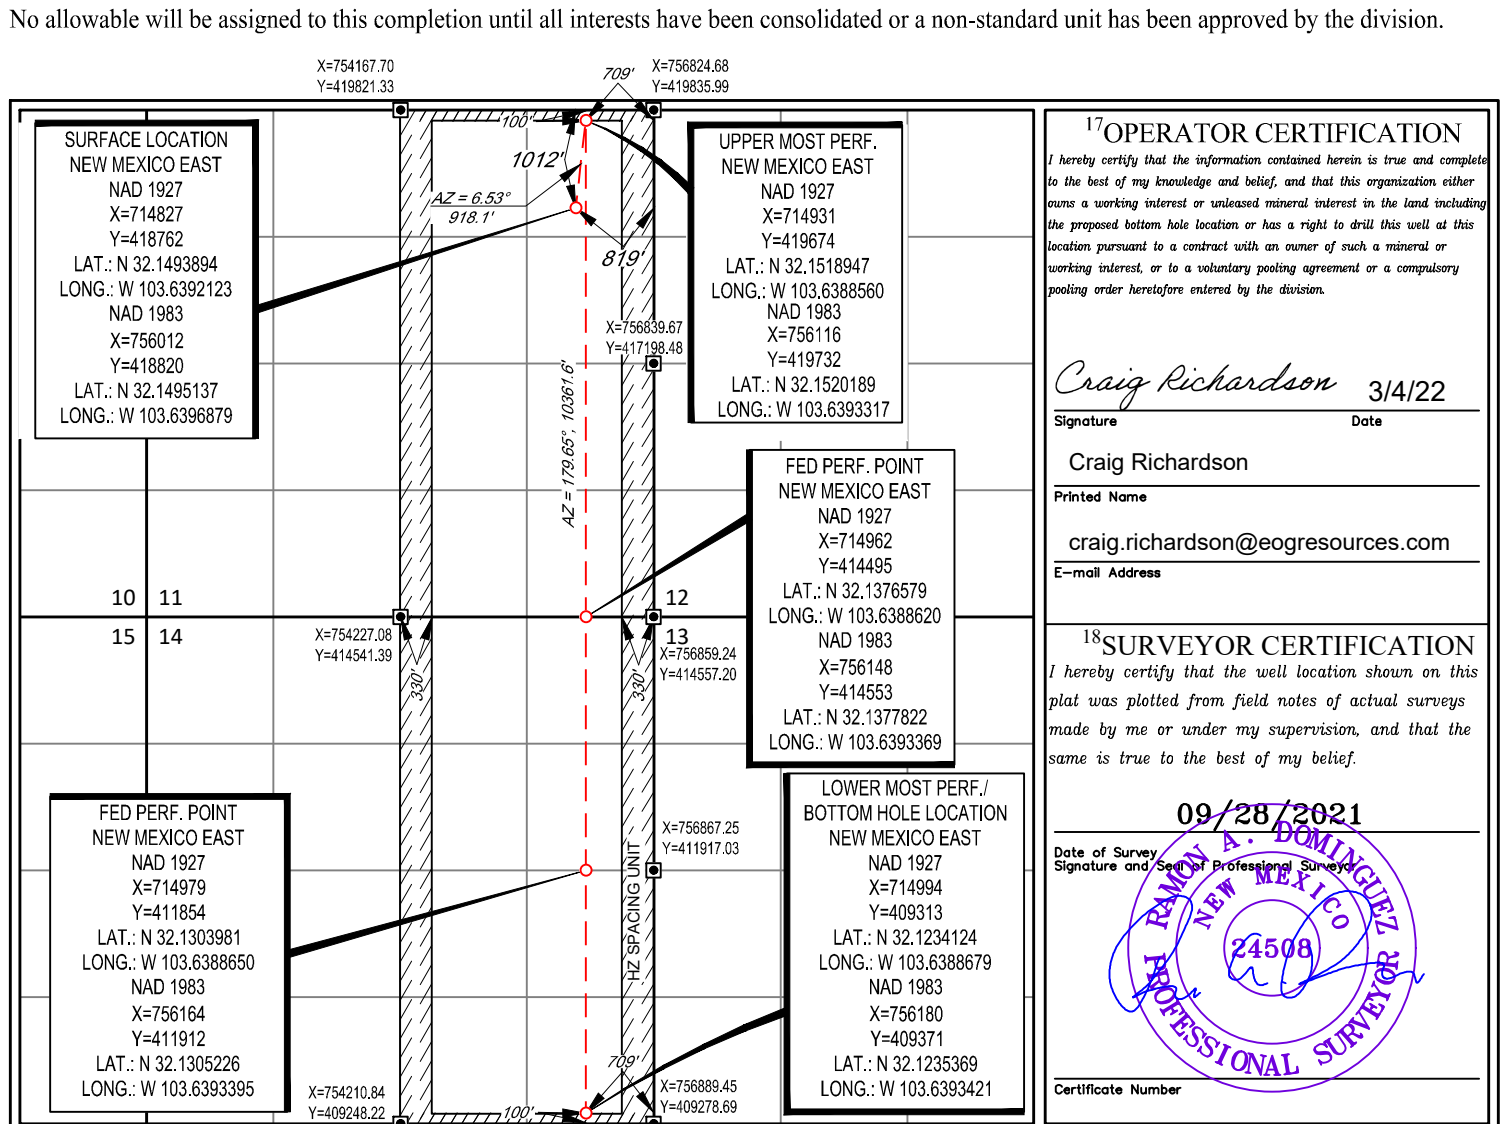 No allowable will be assigned to this completion until all interests have been consolidated or a non-standard unit has been approved by the division.
X=754167.70
Y=419821.33
709'
X=756824.68
Y=419835.99
100'
1012'
AZ = 6.53°
918.1'
819'
SURFACE LOCATION
NEW MEXICO EAST
NAD 1927
X=714827
Y=418762
LAT.: N 32.1493894
LONG.: W 103.6392123
NAD 1983
X=756012
Y=418820
LAT.: N 32.1495137
LONG.: W 103.6396879
UPPER MOST PERF.
NEW MEXICO EAST
NAD 1927
X=714931
Y=419674
LAT.: N 32.1518947
LONG.: W 103.6388560
NAD 1983
X=756116
Y=419732
LAT.: N 32.1520189
LONG.: W 103.6393317
X=756839.67
Y=417198.48
AZ = 179.65°, 10361.6'
FED PERF. POINT
NEW MEXICO EAST
NAD 1927
X=714962
Y=414495
LAT.: N 32.1376579
LONG.: W 103.6388620
NAD 1983
X=756148
Y=414553
LAT.: N 32.1377822
LONG.: W 103.6393369
10 11
15 14
12
13
X=754227.08
Y=414541.39
330'
330'
X=756859.24
Y=414557.20
FED PERF. POINT
NEW MEXICO EAST
NAD 1927
X=714979
Y=411854
LAT.: N 32.1303981
LONG.: W 103.6388650
NAD 1983
X=756164
Y=411912
LAT.: N 32.1305226
LONG.: W 103.6393395
X=756867.25
Y=411917.03
HZ SPACING UNIT
LOWER MOST PERF./
BOTTOM HOLE LOCATION
NEW MEXICO EAST
NAD 1927
X=714994
Y=409313
LAT.: N 32.1234124
LONG.: W 103.6388679
NAD 1983
X=756180
Y=409371
LAT.: N 32.1235369
LONG.: W 103.6393421
X=754210.84
Y=409248.22
100'
709'
X=756889.45
Y=409278.69
17OPERATOR CERTIFICATION
I hereby certify that the information contained herein is true and complete
to the best of my knowledge and belief, and that this organization either
owns a working interest or unleased mineral interest in the land including
the proposed bottom hole location or has a right to drill this well at this
location pursuant to a contract with an owner of such a mineral or
working interest, or to a voluntary pooling agreement or a compulsory
pooling order heretofore entered by the division.
Craig Richardson 3/4/22
Signature Date
Craig Richardson
Printed Name
craig.richardson@eogresources.com
E-mail Address
18SURVEYOR CERTIFICATION
I hereby certify that the well location shown on this
plat was plotted from field notes of actual surveys
made by me or under my supervision, and that the
same is true to the best of my belief.
09/28/2021
Date of Survey
Signature and Seal of Professional Surveyor
RAMON A. DOMINGUEZ
NEW MEXICO
24508
PROFESSIONAL SURVEYOR
Certificate Number